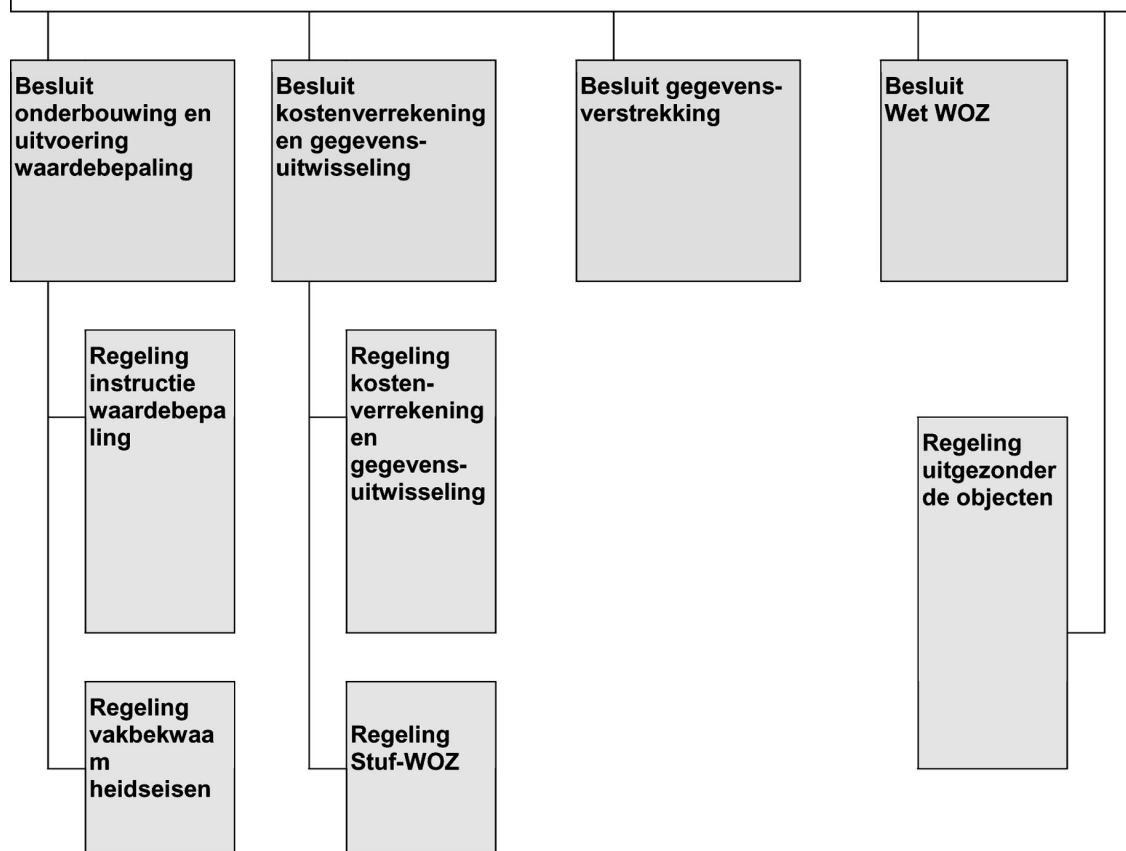 Besluit
onderbouwing en
uitvoering
waardebepaling
Besluit
kostenverrekening
en gegevens-
uitwisseling
Besluit gegevens-
verstrekking
Besluit
Wet WOZ
Regeling
instructie
waardebepa
ling
Regeling
kosten-
verrekening
en
gegevens-
uitwisseling
Regeling
uitgezonder
de objecten
Regeling
vakbekwaa
m
heidseisen
Regeling
Stuf-WOZ